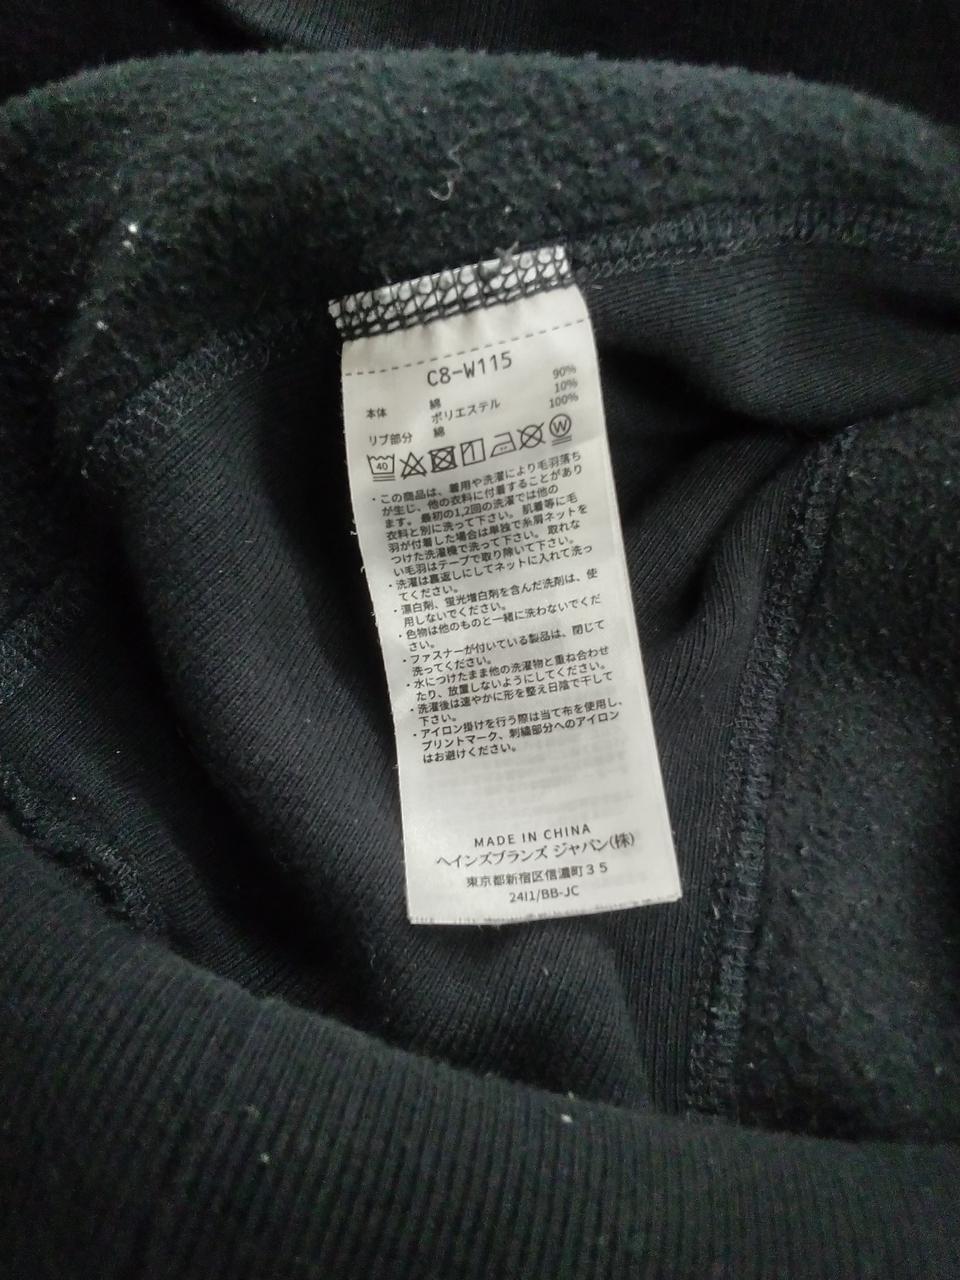 C8-W115
本体 綿 90%
ポリエステル 10%
リブ部分 綿 100%
40 W
・この商品は、着用や洗濯により毛羽落ち
が生じ、他の衣料に付着することがあり
ます。最初の1,2回の洗濯では他の
衣料と別に洗って下さい。肌着等に毛
羽が付着した場合は単独で糸屑ネットを
つけた洗濯機で洗って下さい。取れな
い毛羽はテープで取り除いて下さい。
・洗濯は裏返しにしてネットに入れて洗っ
てください。
・漂白剤、蛍光増白剤を含んだ洗剤は、使
用しないでください。
・色物は他のものと一緒に洗わないでくだ
さい。
・ファスナーが付いている製品は、閉じて
洗ってください。
・水につけたまま他の洗濯物と重ね合わせ
たり、放置しないようにしてください。
・洗濯後は速やかに形を整え日陰で干して
下さい。
・アイロン掛けを行う際は当て布を使用し、
プリントマーク、刺繍部分へのアイロン
はお避けください。
MADE IN CHINA
ヘインズブランズ ジャパン(株)
東京都新宿区信濃町35
24I1/BB-JC